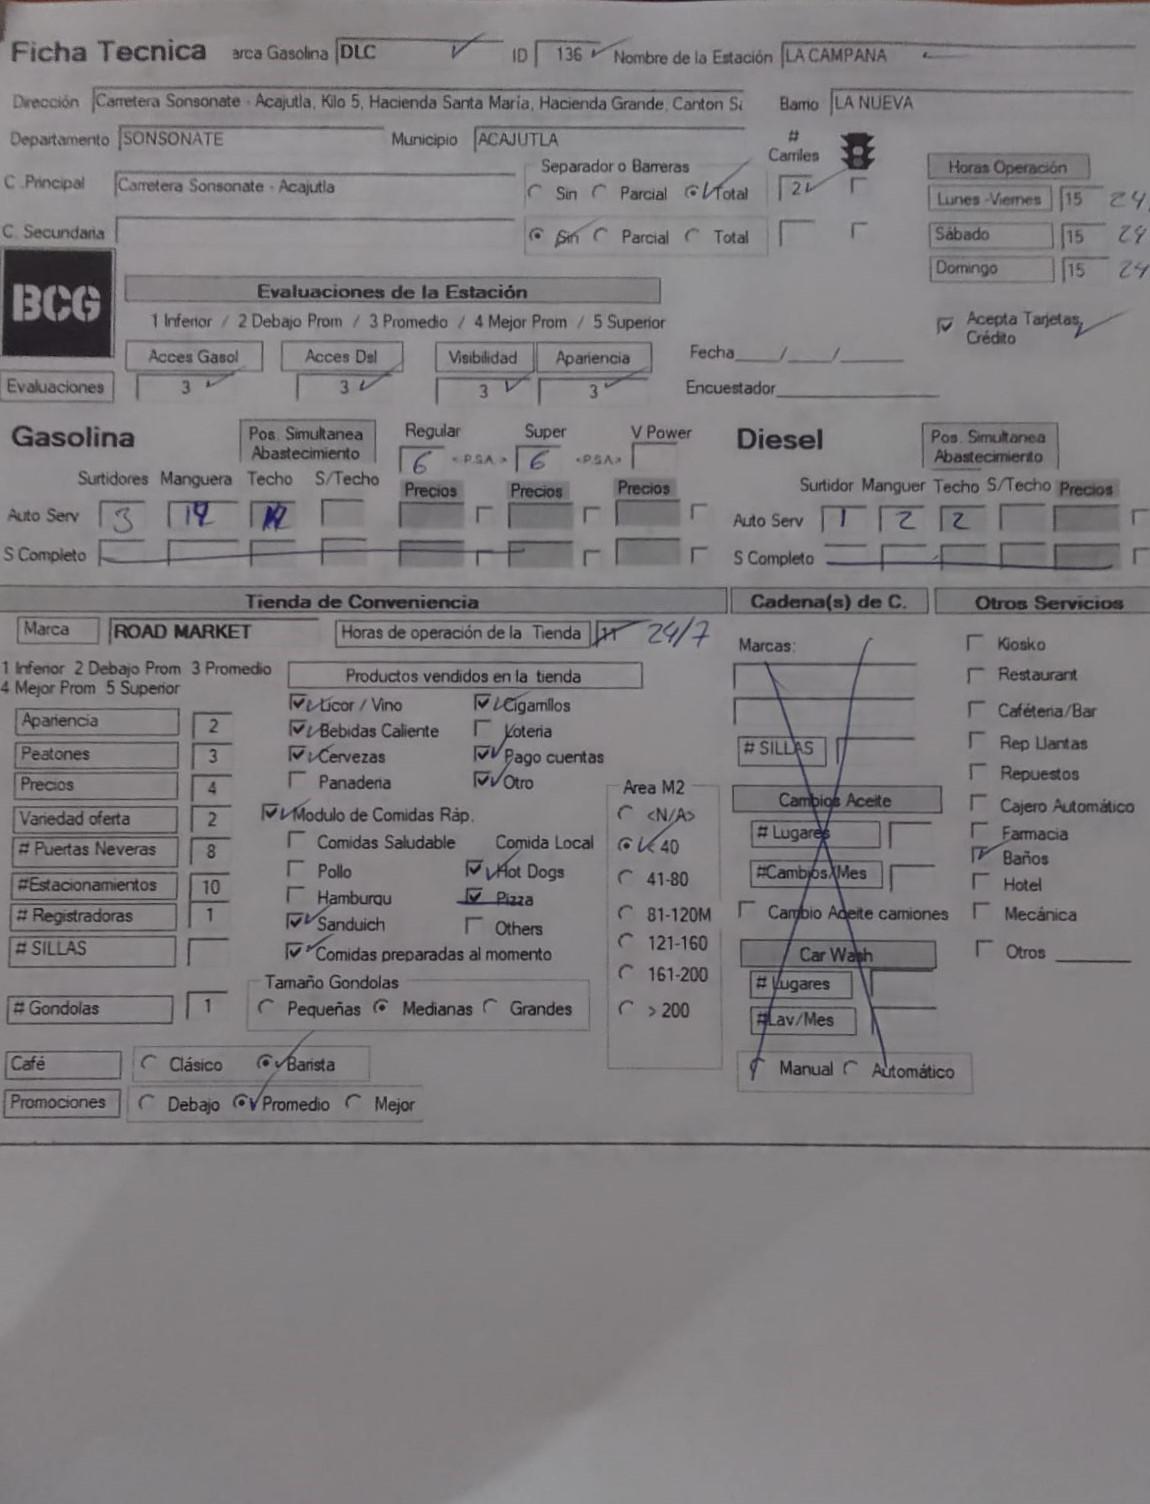 Ficha Tecnica arca Gasolina DLC ID 136 Nombre de la Estación LA CAMPANA
Dirección Carretera Sonsonate - Acajutla, Kilo 5, Hacienda Santa María, Hacienda Grande, Canton Barrio LA NUEVA
Departamento SONSONATE Municipio ACAJUTLA # Carriles
C .Principal Carretera Sonsonate - Acajutla Separador o Barreras Sin Parcial Total 2
C. Secundaria Sin Parcial Total
Horas Operación
Lunes -Viernes 15 24
Sábado 15 24
Domingo 15 24
BCG
Evaluaciones de la Estación
1 Inferior / 2 Debajo Prom / 3 Promedio / 4 Mejor Prom / 5 Superior
Acepta Tarjetas Crédito
Acces Gasol Acces Dsl Visibilidad Apariencia Fecha___/___/____
Evaluaciones 3 3 3 3 Encuestador
Gasolina Pos. Simultanea Abastecimiento Regular Super V Power
6 <P.S.A.> 6 <P.S.A>
Surtidores Manguera Techo S/Techo Precios Precios Precios
Auto Serv 3
S Completo
Diesel Pos. Simultanea Abastecimiento
Surtidor Manguer Techo S/Techo Precios
Auto Serv 1 2 2
S Completo
Tienda de Conveniencia Cadena(s) de C. Otros Servicios
Marca ROAD MARKET Horas de operación de la Tienda 24/7
1 Inferior 2 Debajo Prom 3 Promedio
4 Mejor Prom 5 Superior
Apariencia 2
Peatones 3
Precios 4
Variedad oferta 2
# Puertas Neveras 8
#Estacionamientos 10
# Registradoras 1
# SILLAS
# Gondolas 1
Productos vendidos en la tienda
Licor / Vino Cigarrillos
Bebidas Caliente Loteria
Cervezas Pago cuentas
Panaderia Otro
Modulo de Comidas Ráp.
Comidas Saludable Comida Local
Pollo Hot Dogs
Hamburgu Pizza
Sanduich Others
Comidas preparadas al momento
Tamaño Gondolas
Pequeñas Medianas Grandes
Café Clásico Barista
Promociones Debajo Promedio Mejor
Area M2
<N/A>
< 40
41-80
81-120M
121-160
161-200
> 200
Marcas:
# SILLAS
Cambios Aceite
# Lugares
#Cambios/Mes
Cambio Aceite camiones
Car Wash
# Lugares
#Lav/Mes
Manual Automático
Kiosko
Restaurant
Caféteria/Bar
Rep Llantas
Repuestos
Cajero Automático
Farmacia
Baños
Hotel
Mecánica
Otros